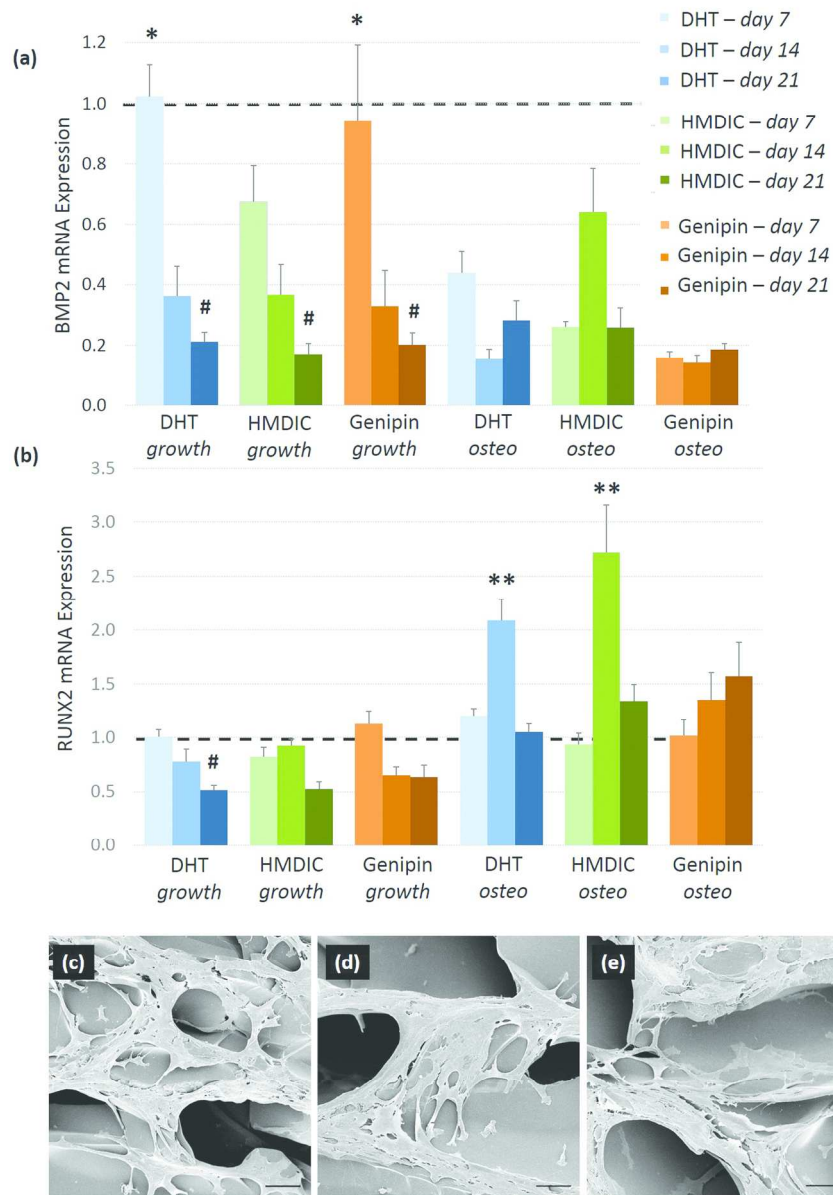 (a)
BMP2 mRNA Expression
1.2
1.0
0.8
0.6
0.4
0.2
0.0
*
#
#
*
#
DHT
growth
HMDIC
growth
Genipin
growth
DHT
osteo
HMDIC
osteo
Genipin
osteo
DHT – day 7
DHT – day 14
DHT – day 21
HMDIC – day 7
HMDIC – day 14
HMDIC – day 21
Genipin – day 7
Genipin – day 14
Genipin – day 21
(b)
RUNX2 mRNA Expression
3.5
3.0
2.5
2.0
1.5
1.0
0.5
0.0
#
**
**
DHT
growth
HMDIC
growth
Genipin
growth
DHT
osteo
HMDIC
osteo
Genipin
osteo
(c)
(d)
(e)